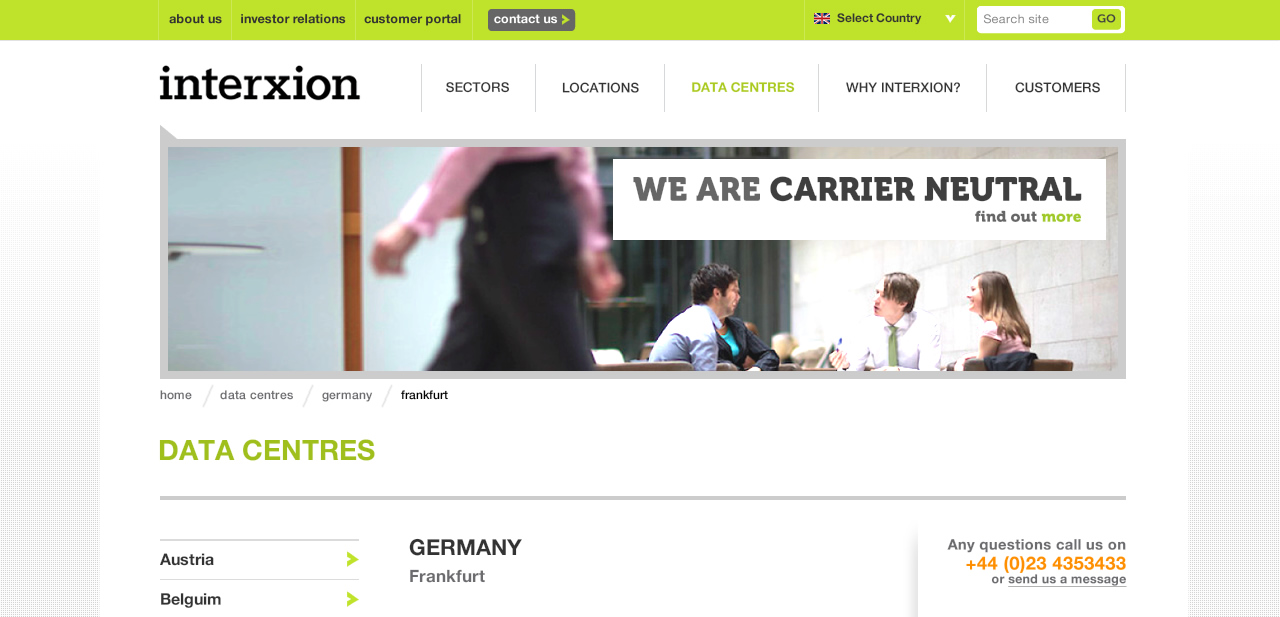 about us investor relations customer portal contact us Select Country Search site GO
interxion SECTORS LOCATIONS DATA CENTRES WHY INTERXION? CUSTOMERS
WE ARE CARRIER NEUTRAL
find out more
home data centres germany frankfurt
DATA CENTRES
Austria
Belguim
GERMANY
Frankfurt
Any questions call us on
+44 (0)23 4353433
or send us a message